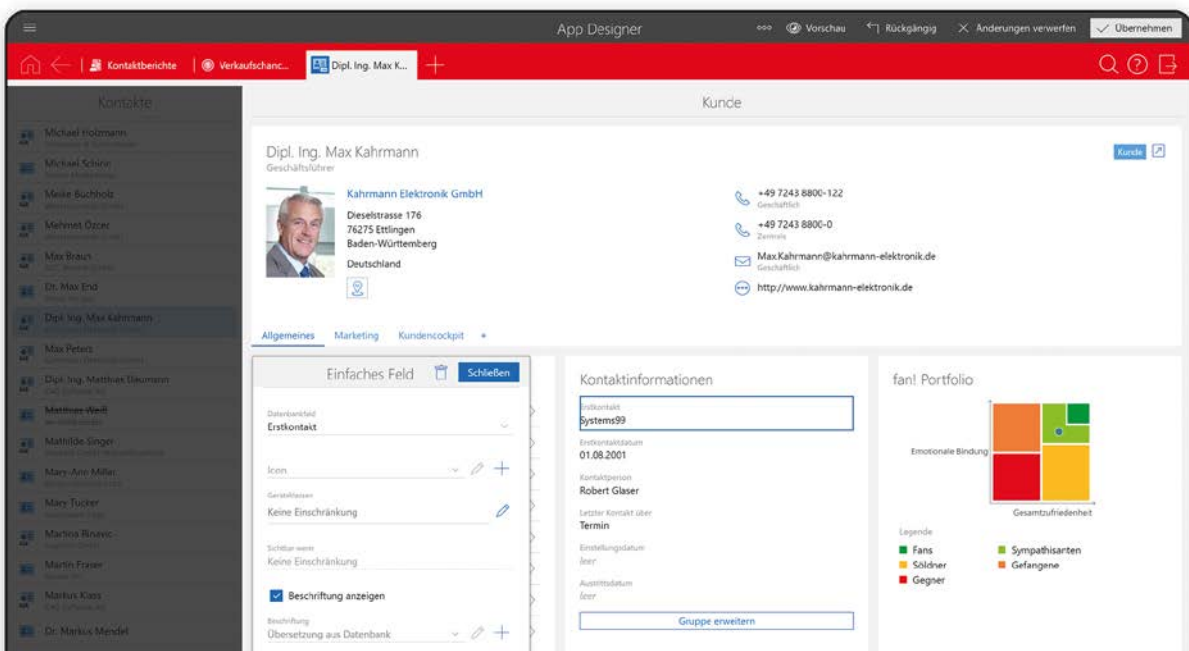 App Designer
Vorschau
Rückgängig
Änderungen verwerfen
Übernehmen
Kontaktberichte
Verkaufschanc...
Dipl. Ing. Max K...
Kontakte
Kunde
Michael Holzmann
Michael Schirin
Meike Buchholz
Mehmet Özcer
Max Braun
Dr. Max End
Dipl. Ing. Max Kahrmann
Max Peters
Dipl. Ing. Matthias Baumann
Matthias Weiß
Mathilde Singer
Mary-Ann Miller
Mary Tucker
Martina Rinavic
Martin Fraser
Markus Klass
Dr. Markus Mendel
Dipl. Ing. Max Kahrmann
Geschäftsführer
Kunde
Kahrmann Elektronik GmbH
Dieselstrasse 176
76275 Ettlingen
Baden-Württemberg
Deutschland
+49 7243 8800-122
Geschäftlich
+49 7243 8800-0
Zentrale
Max.Kahrmann@kahrmann-elektronik.de
Geschäftlich
http://www.kahrmann-elektronik.de
Allgemeines
Marketing
Kundencockpit
+
Einfaches Feld
Schließen
Datenbankfeld
Erstkontakt
Icon
Geräteklassen
Keine Einschränkung
Sichtbar wenn
Keine Einschränkung
Beschriftung anzeigen
Beschriftung
Übersetzung aus Datenbank
Kontaktinformationen
Erstkontakt
Systems99
Erstkontaktdatum
01.08.2001
Kontaktperson
Robert Glaser
Letzter Kontakt über
Termin
Einstellungsdatum
leer
Austrittsdatum
leer
Gruppe erweitern
fan! Portfolio
Emotionale Bindung
Gesamtzufriedenheit
Legende
Fans
Sympathisanten
Söldner
Gefangene
Gegner